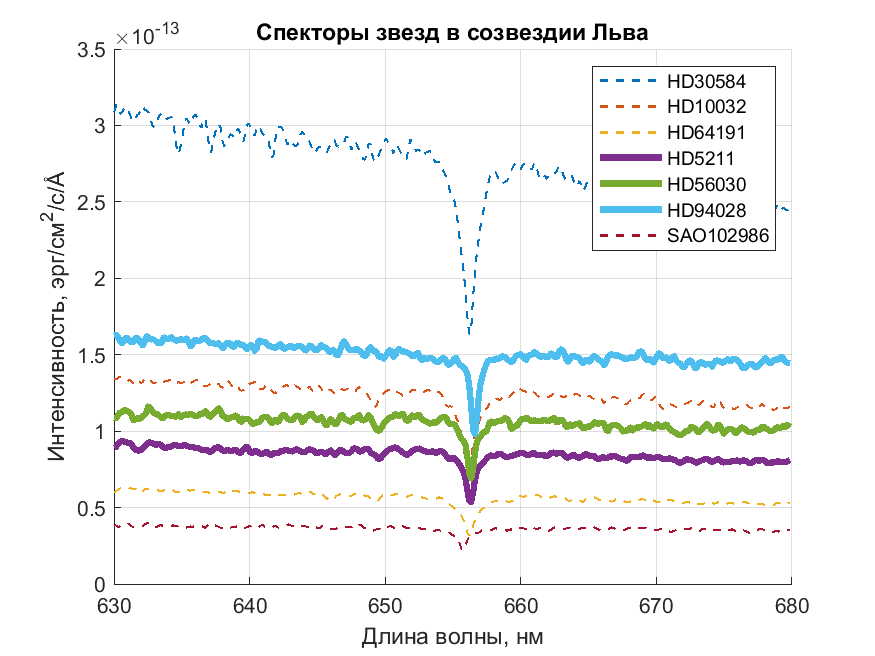 Спекторы звезд в созвездии Льва
×10-13
3.5
3
2.5
2
1.5
1
0.5
0
630
640
650
660
670
680
Длина волны, нм
Интенсивность, эрг/см2/с/Å
HD30584
HD10032
HD64191
HD5211
HD56030
HD94028
SAO102986